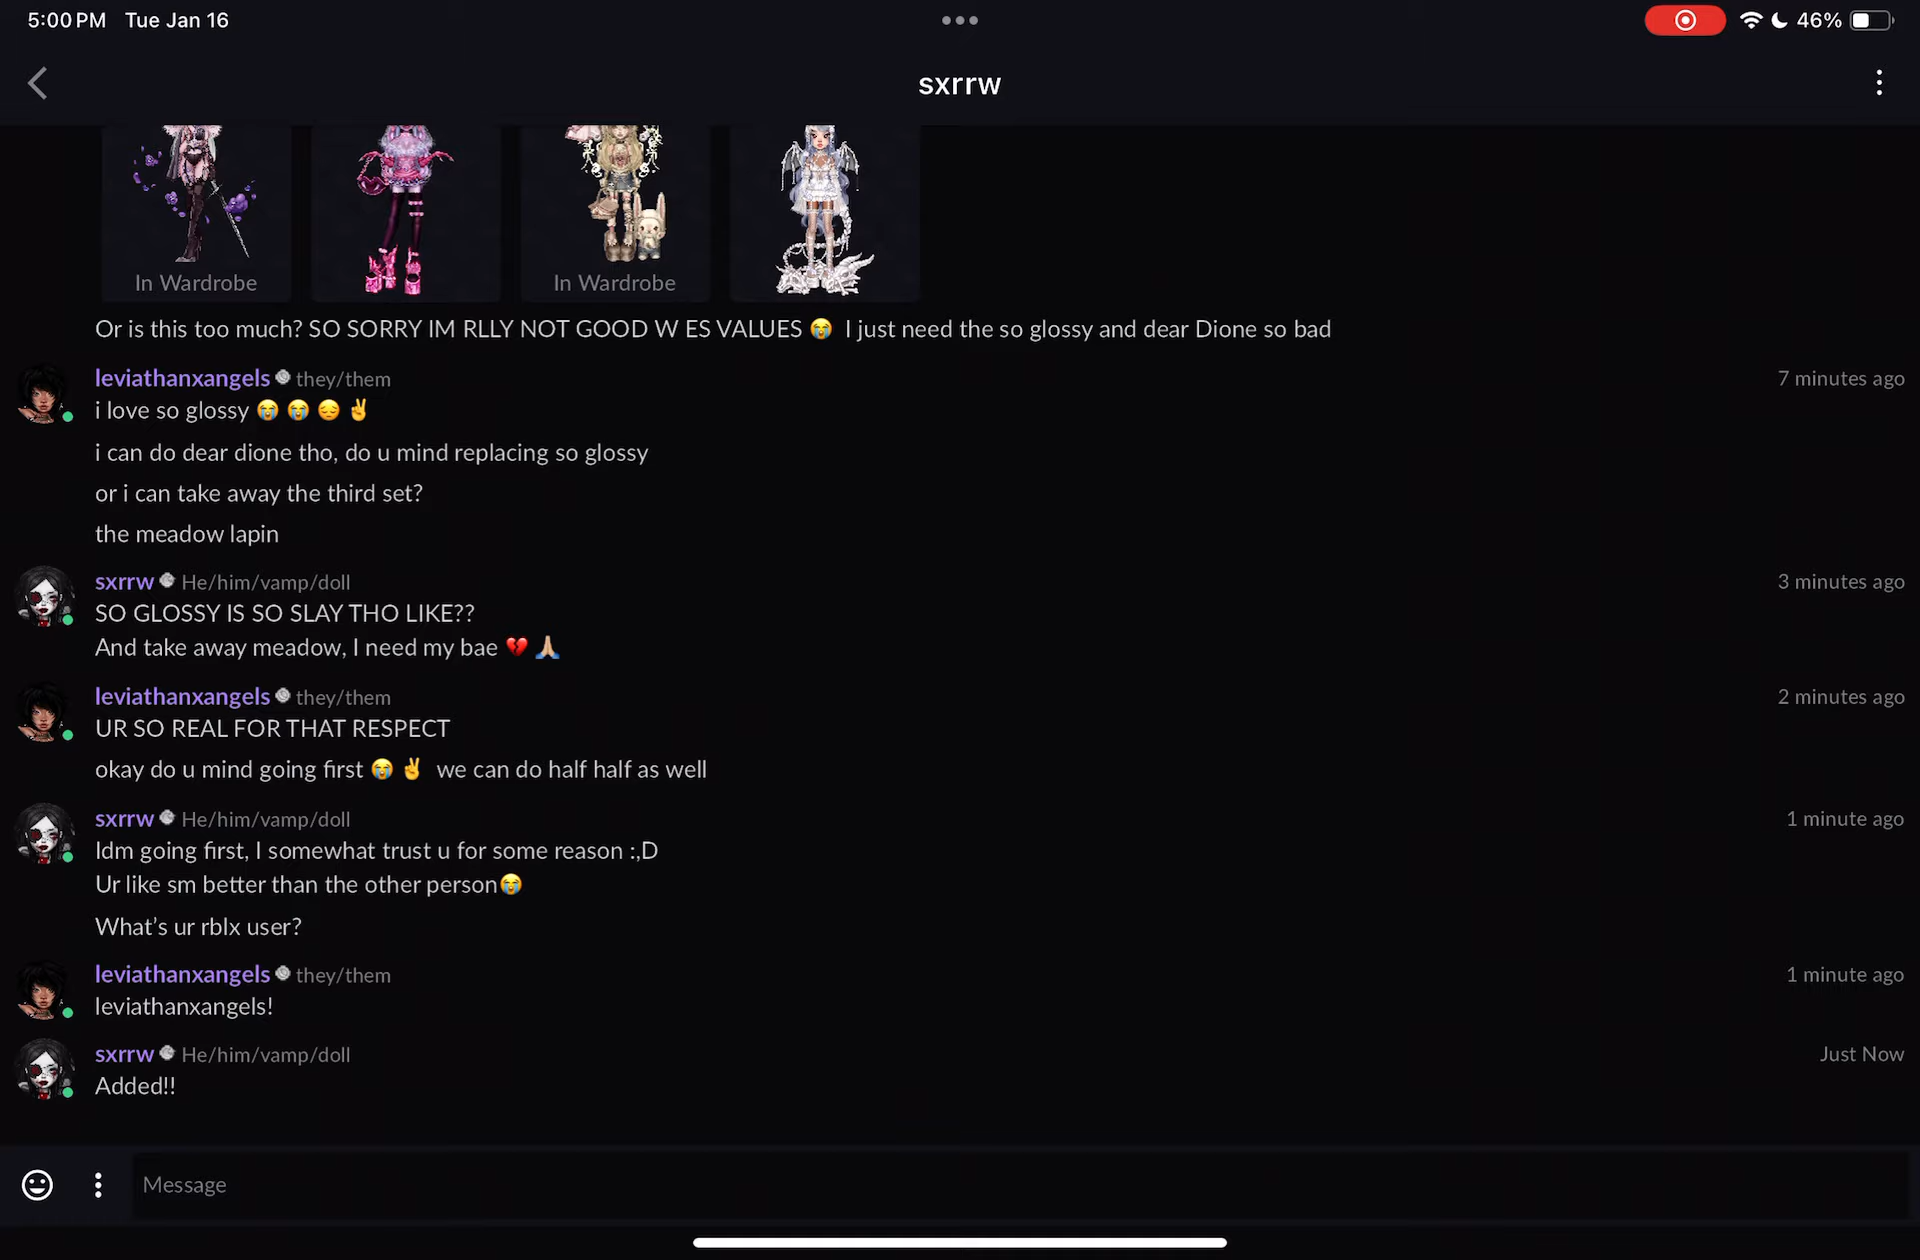 5:00 PM Tue Jan 16
46%
sxrrw
In Wardrobe
In Wardrobe
Or is this too much? SO SORRY IM RLLY NOT GOOD W ES VALUES 😭 I just need the so glossy and dear Dione so bad
leviathanxangels they/them 7 minutes ago
i love so glossy 😭 😭 😔 ✌️
i can do dear dione tho, do u mind replacing so glossy
or i can take away the third set?
the meadow lapin
sxrrw He/him/vamp/doll 3 minutes ago
SO GLOSSY IS SO SLAY THO LIKE??
And take away meadow, I need my bae 💔 🙏🏼
leviathanxangels they/them 2 minutes ago
UR SO REAL FOR THAT RESPECT
okay do u mind going first 😭 ✌️ we can do half half as well
sxrrw He/him/vamp/doll 1 minute ago
Idm going first, I somewhat trust u for some reason :,D
Ur like sm better than the other person😭
What’s ur rblx user?
leviathanxangels they/them 1 minute ago
leviathanxangels!
sxrrw He/him/vamp/doll Just Now
Added!!
Message